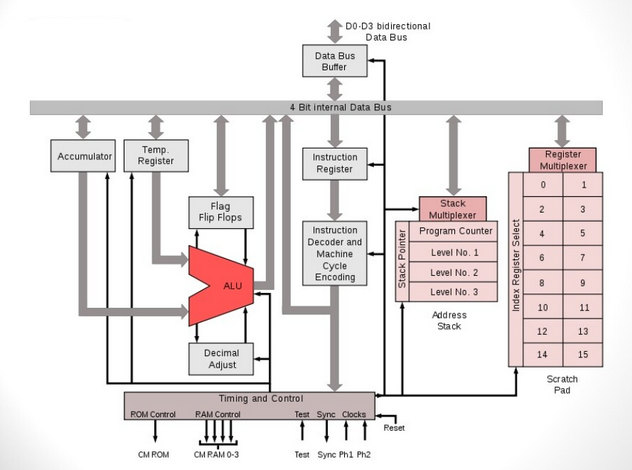 D0-D3 bidirectional
Data Bus
Data Bus
Buffer
4 Bit internal Data Bus
Accumulator
Temp.
Register
Flag
Flip Flops
ALU
Decimal
Adjust
Instruction
Register
Instruction
Decoder and
Machine
Cycle
Encoding
Stack
Multiplexer
Stack Pointer
Program Counter
Level No. 1
Level No. 2
Level No. 3
Address
Stack
Register
Multiplexer
Index Register Select
0 1
2 3
4 5
6 7
8 9
10 11
12 13
14 15
Scratch
Pad
Timing and Control
ROM Control RAM Control Test Sync Clocks
Reset
CM ROM CM RAM 0-3 Test Sync Ph1 Ph2